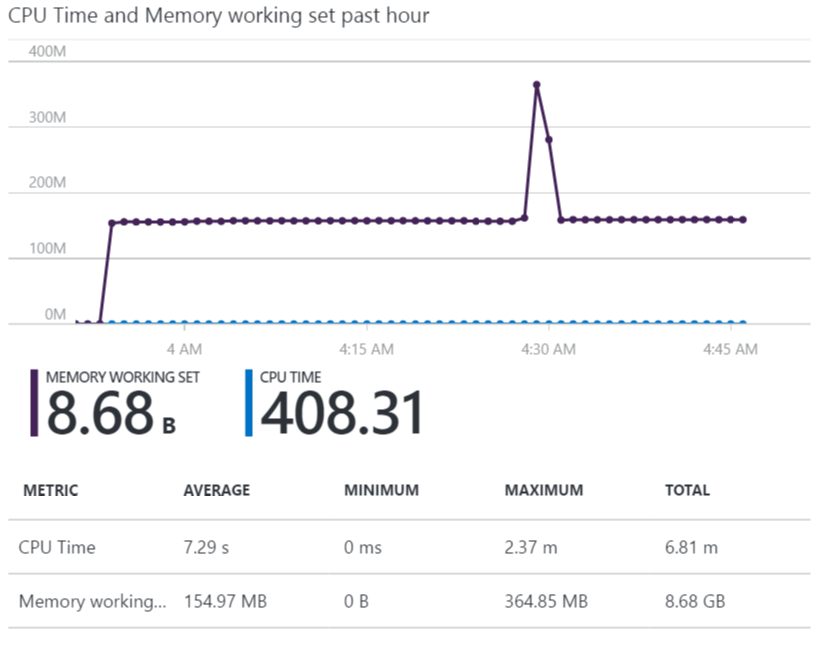 CPU Time and Memory working set past hour
400M
300M
200M
100M
0M
4 AM 4:15 AM 4:30 AM 4:45 AM
MEMORY WORKING SET CPU TIME
8.68 B 408.31
METRIC AVERAGE MINIMUM MAXIMUM TOTAL
CPU Time 7.29 s 0 ms 2.37 m 6.81 m
Memory working... 154.97 MB 0 B 364.85 MB 8.68 GB